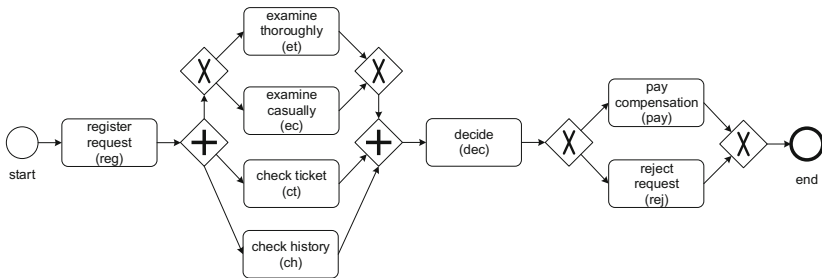 start
register
request
(reg)
examine
thoroughly
(et)
examine
casually
(ec)
check ticket
(ct)
check history
(ch)
decide
(dec)
pay
compensation
(pay)
reject
request
(rej)
end